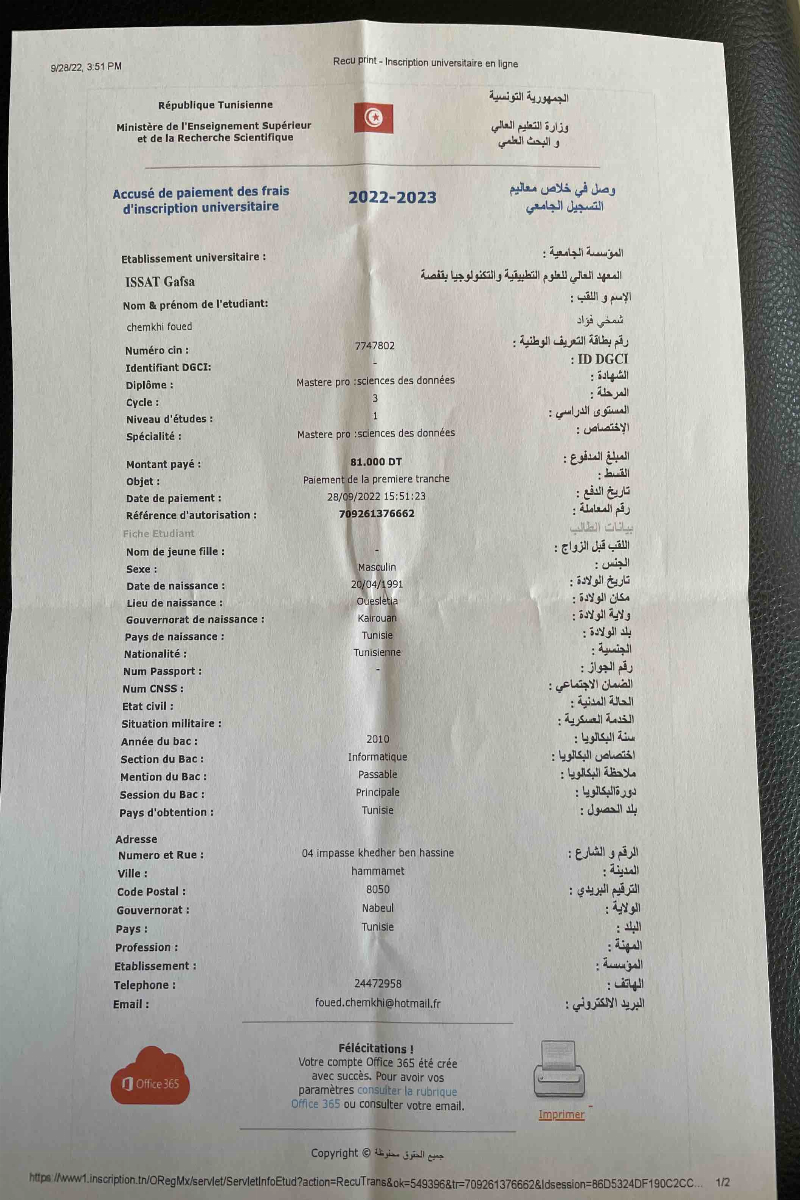 9/28/22, 3:51 PM Recu print - Inscription universitaire en ligne
République Tunisienne الجمهورية التونسية
Ministère de l'Enseignement Supérieur وزارة التعليم العالي
et de la Recherche Scientifique و البحث العلمي
Accusé de paiement des frais 2022-2023 وصل في خلاص معاليم
d'inscription universitaire التسجيل الجامعي
Etablissement universitaire : المؤسسة الجامعية :
ISSAT Gafsa المعهد العالي للعلوم التطبيقية والتكنولوجيا بقفصة
Nom & prénom de l'etudiant: الإسم و اللقب :
chemkhi foued شمخي فؤاد
Numéro cin : 7747802 رقم بطاقة التعريف الوطنية :
Identifiant DGCI: - ID DGCI :
Diplôme : Mastere pro :sciences des données الشهادة :
Cycle : 3 المرحلة :
Niveau d'études : 1 المستوى الدراسي :
Spécialité : Mastere pro :sciences des données الإختصاص :
Montant payé : 81.000 DT المبلغ المدفوع :
Objet : Paiement de la premiere tranche القسط :
Date de paiement : 28/09/2022 15:51:23 تاريخ الدفع :
Référence d'autorisation : 709261376662 رقم المعاملة :
Fiche Etudiant بيانات الطالب
Nom de jeune fille : - اللقب قبل الزواج :
Sexe : Masculin الجنس :
Date de naissance : 20/04/1991 تاريخ الولادة :
Lieu de naissance : Oueslétia مكان الولادة :
Gouvernorat de naissance : Kairouan ولاية الولادة :
Pays de naissance : Tunisie بلد الولادة :
Nationalité : Tunisienne الجنسية :
Num Passport : - رقم الجواز :
Num CNSS : الضمان الاجتماعي :
Etat civil : الحالة المدنية :
Situation militaire : الخدمة العسكرية :
Année du bac : 2010 سنة البكالويا :
Section du Bac : Informatique اختصاص البكالويا :
Mention du Bac : Passable ملاحظة البكالويا :
Session du Bac : Principale دورةالبكالويا :
Pays d'obtention : Tunisie بلد الحصول :
Adresse
Numero et Rue : 04 impasse khedher ben hassine الرقم و الشارع :
Ville : hammamet المدينة :
Code Postal : 8050 الترقيم البريدي :
Gouvernorat : Nabeul الولاية :
Pays : Tunisie البلد :
Profession : المهنة :
Etablissement : المؤسسة :
Telephone : 24472958 الهاتف :
Email : foued.chemkhi@hotmail.fr البريد الالكتروني :
Félécitations !
Votre compte Office 365 été crée
avec succès. Pour avoir vos
paramètres consulter la rubrique
Office 365 ou consulter votre email.
Office 365
Imprimer
Copyright © جميع الحقوق محفوظة
https://www1.inscription.tn/ORegMx/servlet/ServletInfoEtud?action=RecuTrans&ok=549396&tr=709261376662&Idsession=86D5324DF190C2CC... 1/2